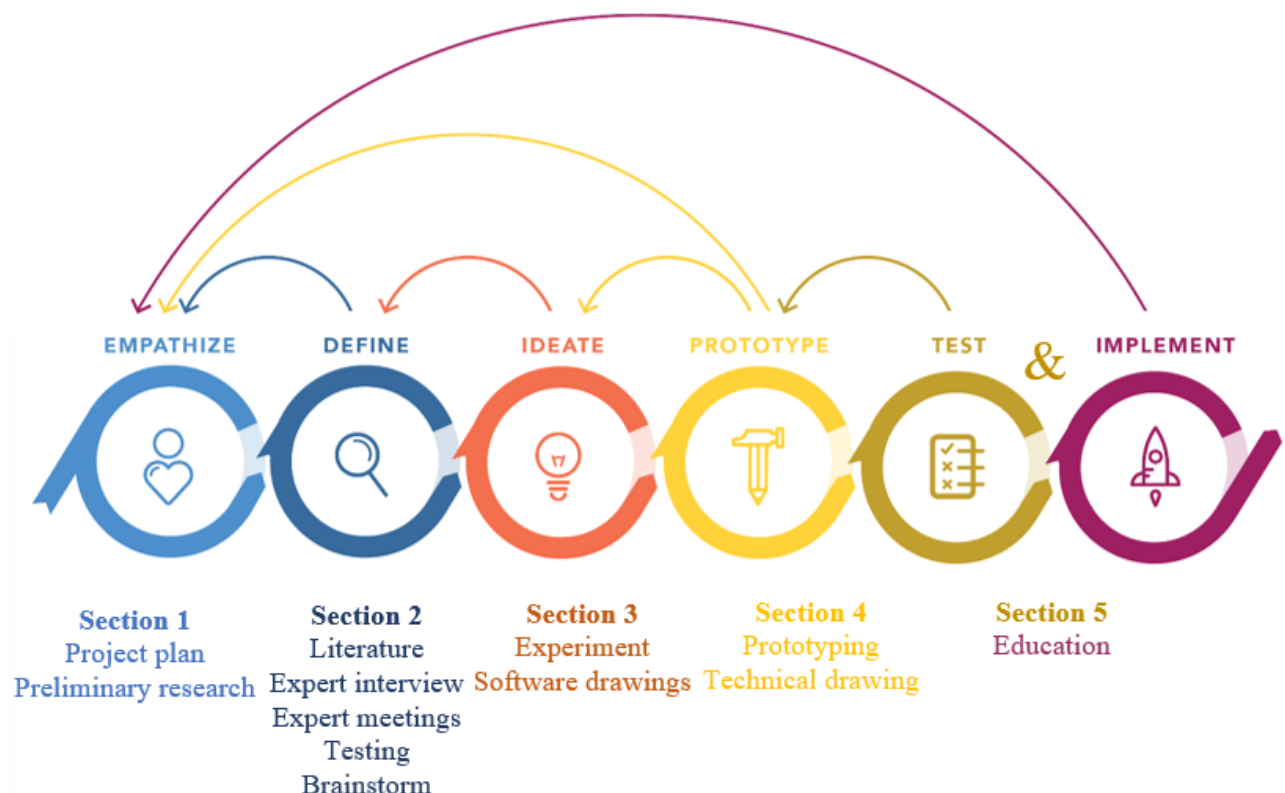 EMPATHIZE
DEFINE
IDEATE
PROTOTYPE
TEST
&
IMPLEMENT
Section 1
Project plan
Preliminary research
Section 2
Literature
Expert interview
Expert meetings
Testing
Brainstorm
Section 3
Experiment
Software drawings
Section 4
Prototyping
Technical drawing
Section 5
Education